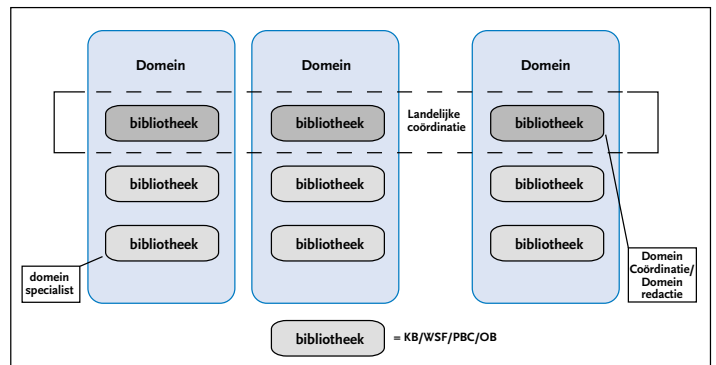 Domein
Domein
Domein
bibliotheek
bibliotheek
Landelijke
coördinatie
bibliotheek
bibliotheek
bibliotheek
bibliotheek
bibliotheek
bibliotheek
bibliotheek
domein
specialist
Domein
Coördinatie/
Domein
redactie
bibliotheek
= KB/WSF/PBC/OB